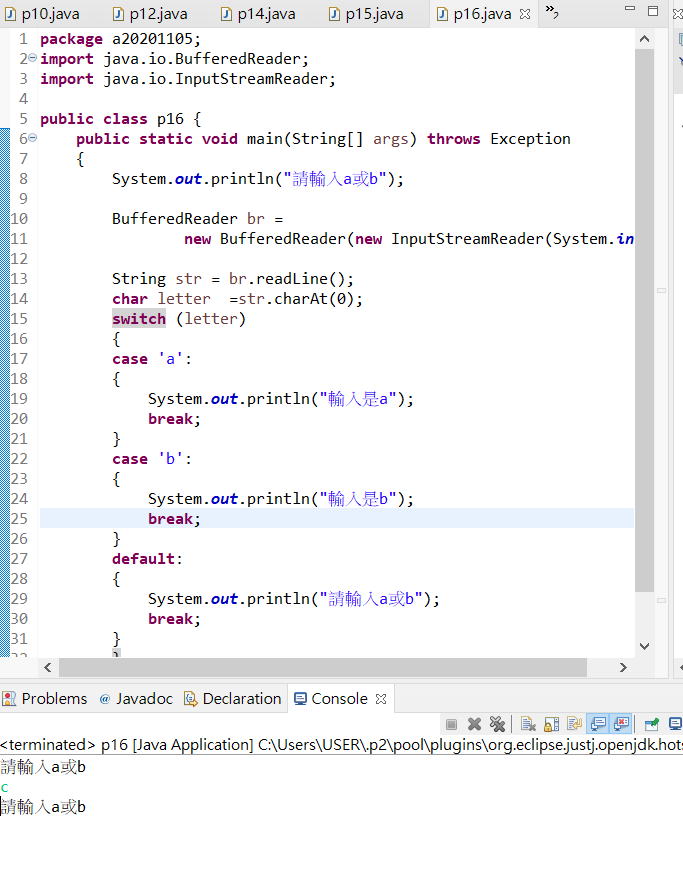 p10.java p12.java p14.java p15.java p16.java »2
1 package a20201105;
2 import java.io.BufferedReader;
3 import java.io.InputStreamReader;
4
5 public class p16 {
6 public static void main(String[] args) throws Exception
7 {
8 System.out.println("請輸入a或b");
9
10 BufferedReader br =
11 new BufferedReader(new InputStreamReader(System.in
12
13 String str = br.readLine();
14 char letter  =str.charAt(0);
15 switch (letter)
16 {
17 case 'a':
18 {
19 System.out.println("輸入是a");
20 break;
21 }
22 case 'b':
23 {
24 System.out.println("輸入是b");
25 break;
26 }
27 default:
28 {
29 System.out.println("請輸入a或b");
30 break;
31 }
Problems @ Javadoc Declaration Console
<terminated> p16 [Java Application] C:\Users\USER\.p2\pool\plugins\org.eclipse.justj.openjdk.hots
請輸入a或b
c
請輸入a或b